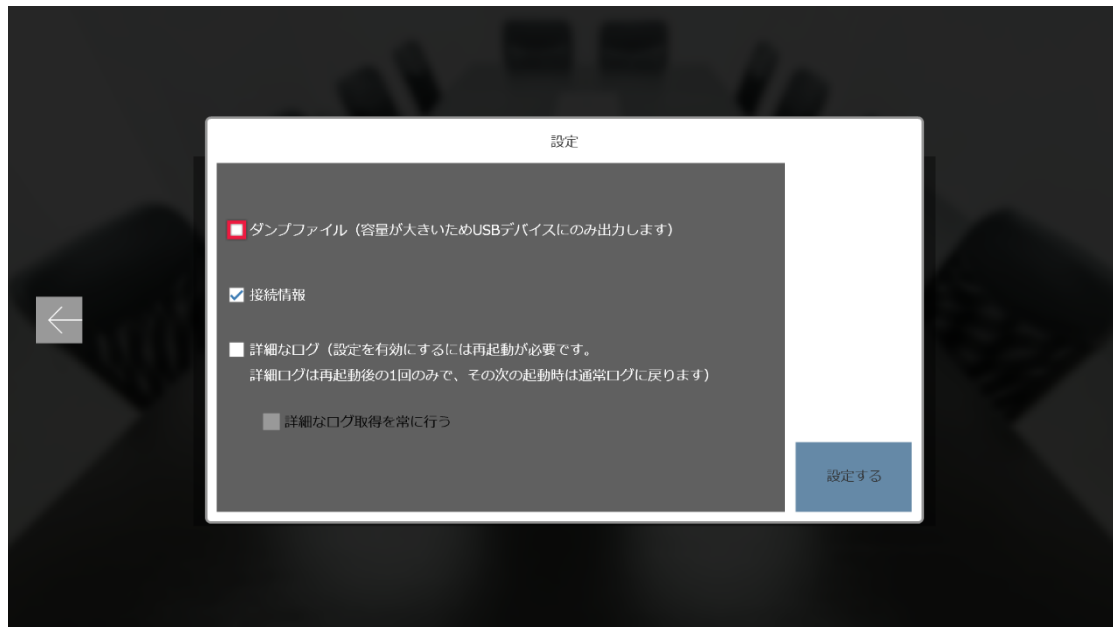 設定
ダンプファイル（容量が大きいためUSBデバイスにのみ出力します）
接続情報
詳細なログ（設定を有効にするには再起動が必要です。
詳細ログは再起動後の1回のみで、その次の起動時は通常ログに戻ります）
詳細なログ取得を常に行う
設定する